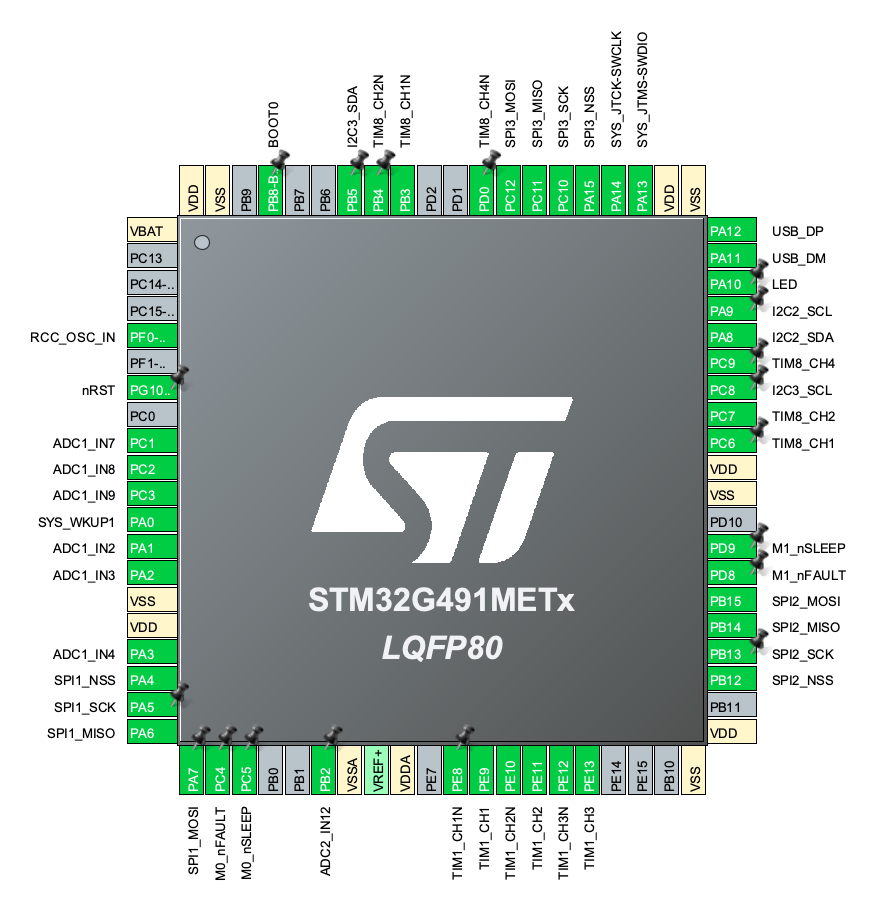 BOOT0
I2C3_SDA
TIM8_CH2N
TIM8_CH1N
TIM8_CH4N
SPI3_MOSI
SPI3_MISO
SPI3_SCK
SPI3_NSS
SYS_JTCK-SWCLK
SYS_JTMS-SWDIO
VDD
VSS
PB9
PB8-B..
PB7
PB6
PB5
PB4
PB3
PD2
PD1
PD0
PC12
PC11
PC10
PA15
PA14
PA13
VDD
VSS
VBAT
PC13
PC14-..
PC15-..
RCC_OSC_IN PF0-..
PF1-..
nRST PG10..
PC0
ADC1_IN7 PC1
ADC1_IN8 PC2
ADC1_IN9 PC3
SYS_WKUP1 PA0
ADC1_IN2 PA1
ADC1_IN3 PA2
VSS
VDD
ADC1_IN4 PA3
SPI1_NSS PA4
SPI1_SCK PA5
SPI1_MISO PA6
ST
STM32G491METx
LQFP80
PA12 USB_DP
PA11 USB_DM
PA10 LED
PA9 I2C2_SCL
PA8 I2C2_SDA
PC9 TIM8_CH4
PC8 I2C3_SCL
PC7 TIM8_CH2
PC6 TIM8_CH1
VDD
VSS
PD10
PD9 M1_nSLEEP
PD8 M1_nFAULT
PB15 SPI2_MOSI
PB14 SPI2_MISO
PB13 SPI2_SCK
PB12 SPI2_NSS
PB11
VDD
PA7
PC4
PC5
PB0
PB1
PB2
VSSA
VREF+
VDDA
PE7
PE8
PE9
PE10
PE11
PE12
PE13
PE14
PE15
PB10
VSS
SPI1_MOSI
M0_nFAULT
M0_nSLEEP
ADC2_IN12
TIM1_CH1N
TIM1_CH1
TIM1_CH2N
TIM1_CH2
TIM1_CH3N
TIM1_CH3